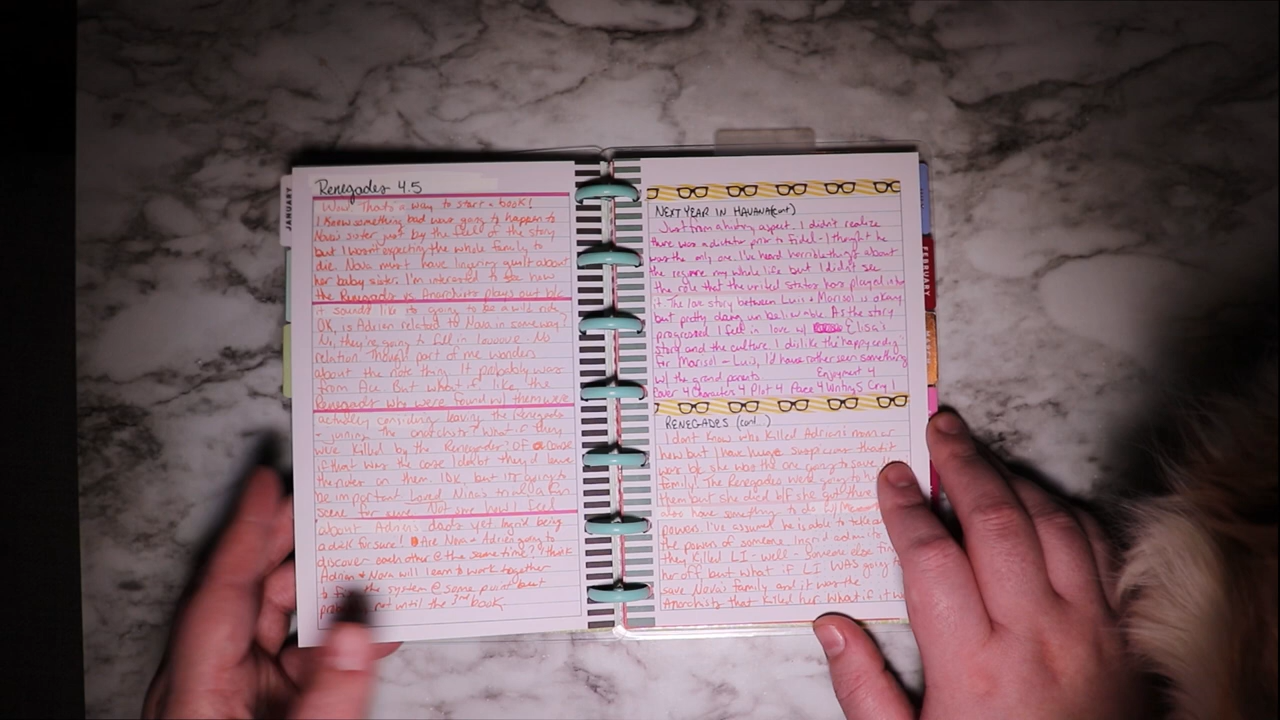 Renegades 4.5
Wow. That's a way to start a book!
I knew something bad was going to happen to
Nova sister just by the feel of the story
but I wasn't expecting the whole family to
die. Nova must have lingering guilt about
her baby sister. I'm interested to see how
the Renegades vs Anarchists plays out b/c
it sounds like its going to be a wild ride.
OK, is Adrian related to Nova in someway?
No, they're going to fall in looove. No
relation. Though part of me wonders
about the note thing. It probably was
from Ace. But what if like the
Renegades why were found w/ them were
actually considering leaving the Renegade
- joining the anarchists? What if they
were killed by the Renegades? Of course
if that was the case I doubt they'd leave
the on them. IDK, but it's going to
be important. Loved Nina's trial a fun
scene for sure. Not sure how I feel
about Adrian's dads yet. Ingrid being
a dick for sure! Are Nova + Adrian going to
discover each other @ the same time? I think
Adrian + Nova will learn to work together
to the system @ some point but
not until the 3rd book.
JANUARY
NEXT YEAR IN HAVANA (cont)
Just from a history aspect. I didn't realize
there was a dictator prior to Fidel - I thought he
was the only one. I've heard horrible things about
the regime my whole life but I didn't see
the role that the united states has played in
it. The love story between Luis + Marisol is okay
but pretty dang unbelievable. As the story
progressed I fell in love w/ Elisa's
story and the culture. I dislike the happy ending
for Marisol - Luis, I'd have rather seen something
w/ the grand parents. Enjoyment 4
Cover 4 Character 4 Plot 4 Pace 4 Writing 5 Cry 1
RENEGADES (cont..)
I don't know who killed Adrian's mom or
how but I have huge suspicions that it
was b/c she was the one going to save
family! The Renegades were going to
them but she died b/f she got there
also have something to do w/
powers. I've assumed he is able to take
the power of someone. Ingrid admits
they killed LI - well - someone else
her off but what if LI WAS going
save Nova's family and it was the
Anarchists that killed her. What if it
FEBRUARY
MARCH